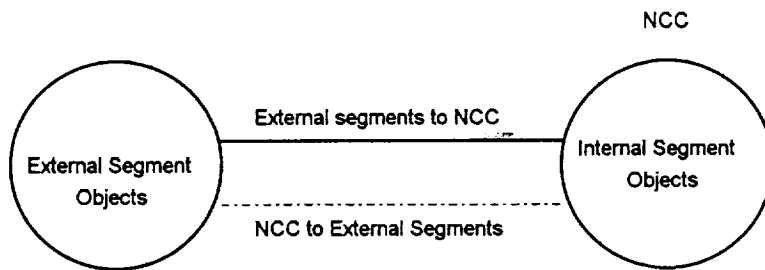 NCC
External segments to NCC
External Segment
Objects
Internal Segment
Objects
NCC to External Segments